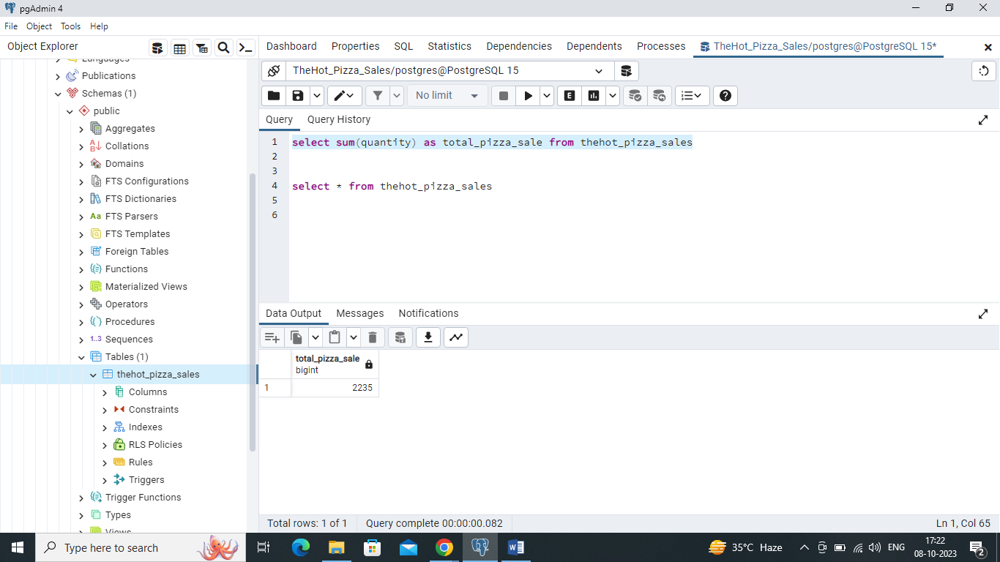 pgAdmin 4
File Object Tools Help
Object Explorer
Dashboard Properties SQL Statistics Dependencies Dependents Processes TheHot_Pizza_Sales/postgres@PostgreSQL 15*
Languages
Publications
Schemas (1)
public
Aggregates
Collations
Domains
FTS Configurations
FTS Dictionaries
Aa FTS Parsers
FTS Templates
Foreign Tables
Functions
Materialized Views
Operators
Procedures
1..3 Sequences
Tables (1)
thehot_pizza_sales
Columns
Constraints
Indexes
RLS Policies
Rules
Triggers
Trigger Functions
Types
Views
TheHot_Pizza_Sales/postgres@PostgreSQL 15
No limit
E
Query Query History
1 select sum(quantity) as total_pizza_sale from thehot_pizza_sales
2
3
4 select * from thehot_pizza_sales
5
6
Data Output Messages Notifications
total_pizza_sale
bigint
1 2235
Total rows: 1 of 1 Query complete 00:00:00.082 Ln 1, Col 65
Type here to search
35°C Haze
ENG
17:22
08-10-2023
2